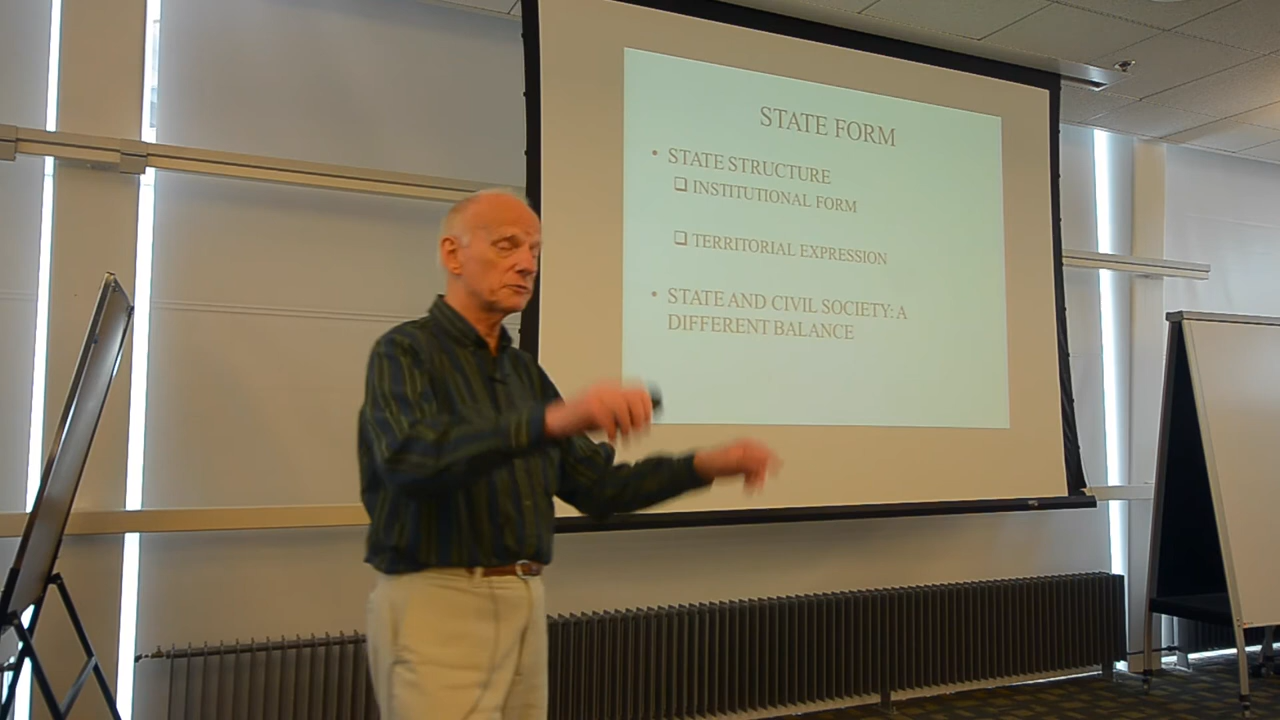 STATE FORM
• STATE STRUCTURE
❑ INSTITUTIONAL FORM
❑ TERRITORIAL EXPRESSION
• STATE AND CIVIL SOCIETY: A
DIFFERENT BALANCE